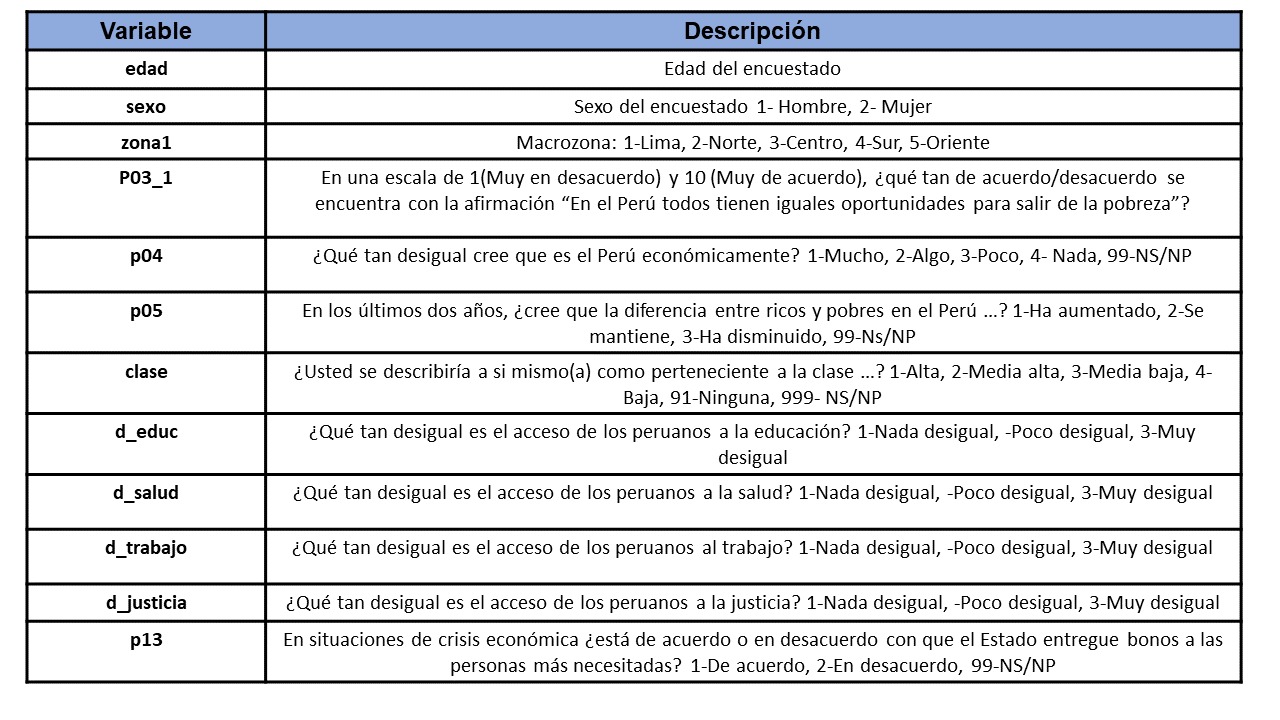 Variable Descripción
edad Edad del encuestado
sexo Sexo del encuestado 1- Hombre, 2- Mujer
zona1 Macrozona: 1-Lima, 2-Norte, 3-Centro, 4-Sur, 5-Oriente
P03_1 En una escala de 1(Muy en desacuerdo) y 10 (Muy de acuerdo), ¿qué tan de acuerdo/desacuerdo se
encuentra con la afirmación “En el Perú todos tienen iguales oportunidades para salir de la pobreza”?
p04 ¿Qué tan desigual cree que es el Perú económicamente? 1-Mucho, 2-Algo, 3-Poco, 4- Nada, 99-NS/NP
p05 En los últimos dos años, ¿cree que la diferencia entre ricos y pobres en el Perú ...? 1-Ha aumentado, 2-Se
mantiene, 3-Ha disminuido, 99-Ns/NP
clase ¿Usted se describiría a si mismo(a) como perteneciente a la clase ...? 1-Alta, 2-Media alta, 3-Media baja, 4-
Baja, 91-Ninguna, 999- NS/NP
d_educ ¿Qué tan desigual es el acceso de los peruanos a la educación? 1-Nada desigual, -Poco desigual, 3-Muy
desigual
d_salud ¿Qué tan desigual es el acceso de los peruanos a la salud? 1-Nada desigual, -Poco desigual, 3-Muy desigual
d_trabajo ¿Qué tan desigual es el acceso de los peruanos al trabajo? 1-Nada desigual, -Poco desigual, 3-Muy desigual
d_justicia ¿Qué tan desigual es el acceso de los peruanos a la justicia? 1-Nada desigual, -Poco desigual, 3-Muy desigual
p13 En situaciones de crisis económica ¿está de acuerdo o en desacuerdo con que el Estado entregue bonos a las
personas más necesitadas? 1-De acuerdo, 2-En desacuerdo, 99-NS/NP